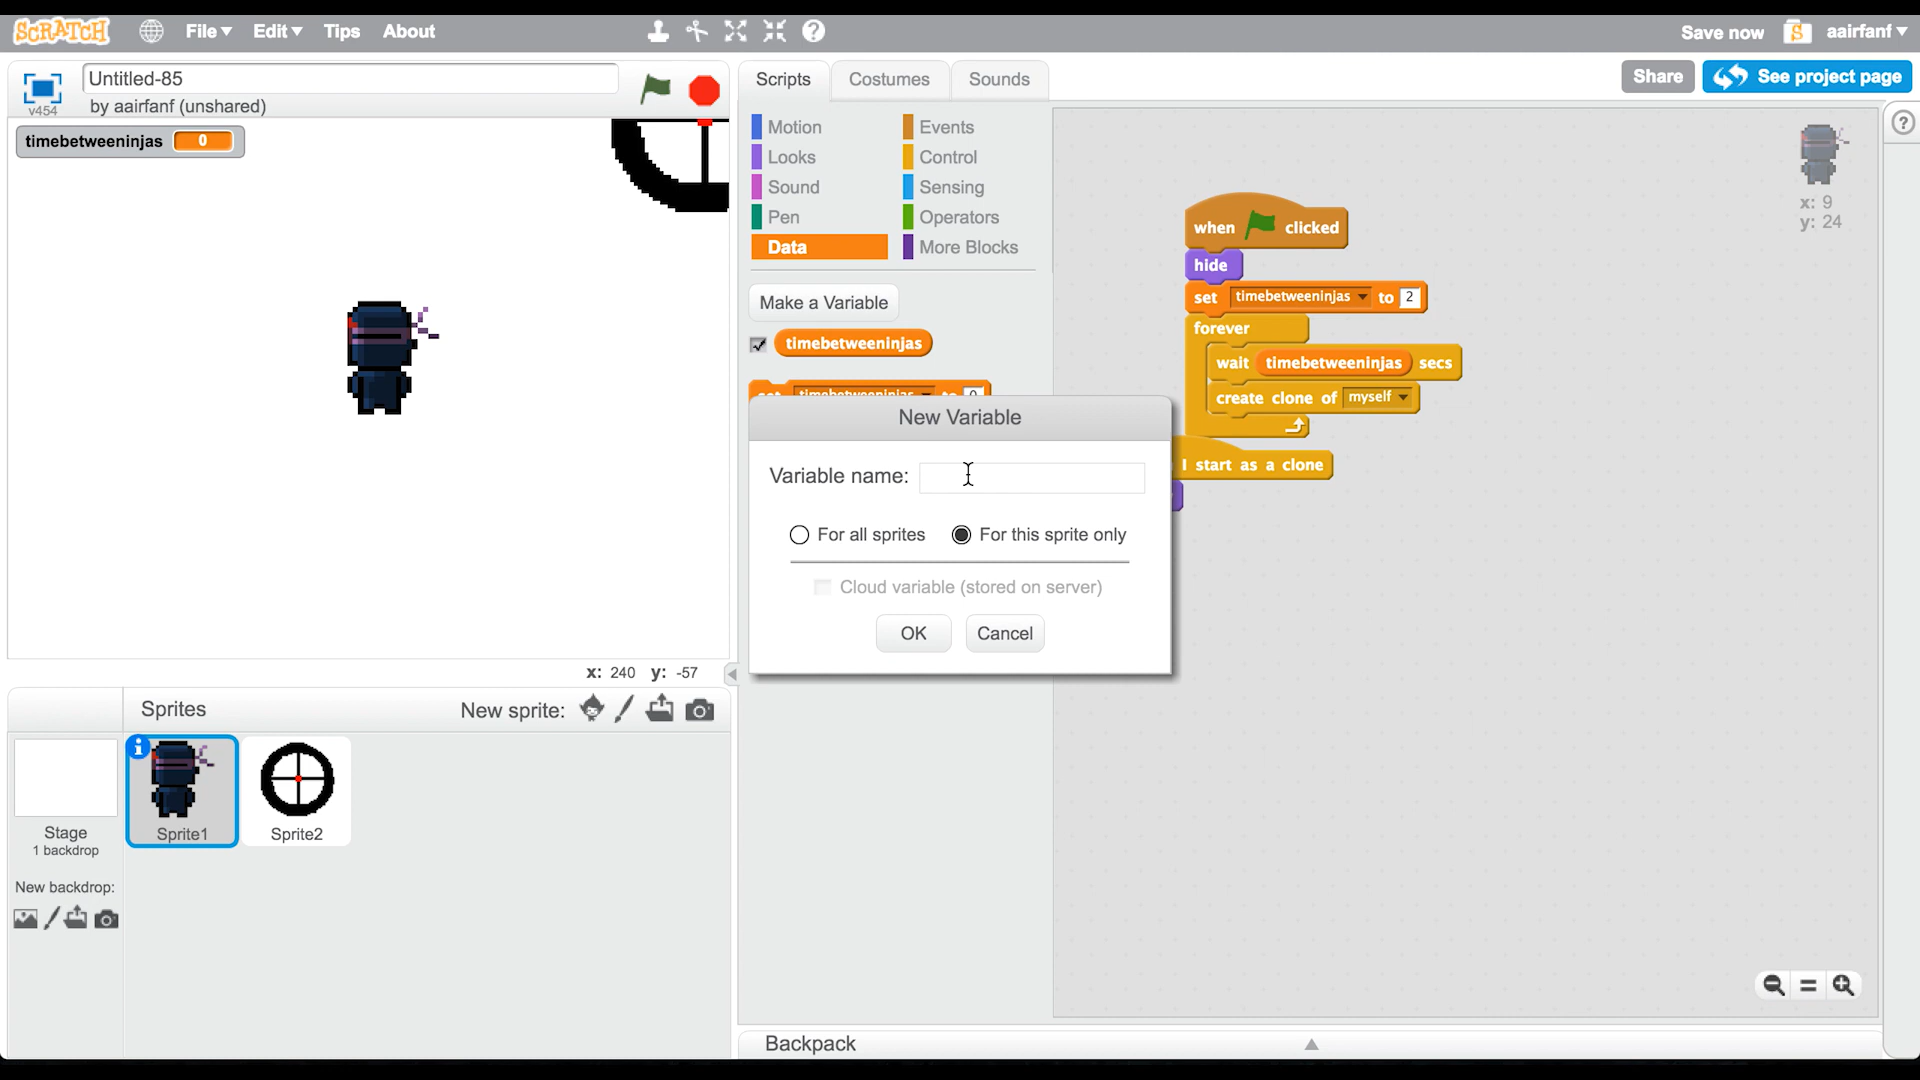 SCRATCH File Edit Tips About Save now aairfanf
v454 Untitled-85
by aairfanf (unshared)
Scripts Costumes Sounds Share See project page
timebetweeninjas 0
Motion Events
Looks Control
Sound Sensing
Pen Operators
Data More Blocks
Make a Variable
timebetweeninjas
set timebetweeninjas to 0
x: 9
y: 24
when clicked
hide
set timebetweeninjas to 2
forever
wait timebetweeninjas secs
create clone of myself
I start as a clone
New Variable
Variable name:
For all sprites For this sprite only
Cloud variable (stored on server)
OK Cancel
x: 240 y: -57
Sprites New sprite:
Stage
1 backdrop
New backdrop:
Sprite1 Sprite2
Backpack